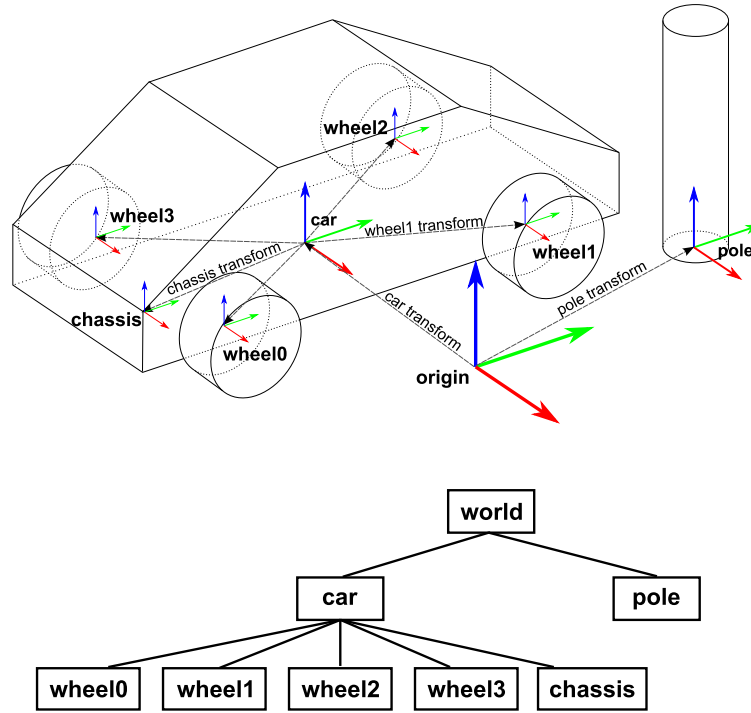 wheel2
wheel3
car
wheel1 transform
wheel1
pole
chassis transform
chassis
car transform
pole transform
wheel0
origin
world
car
pole
wheel0
wheel1
wheel2
wheel3
chassis